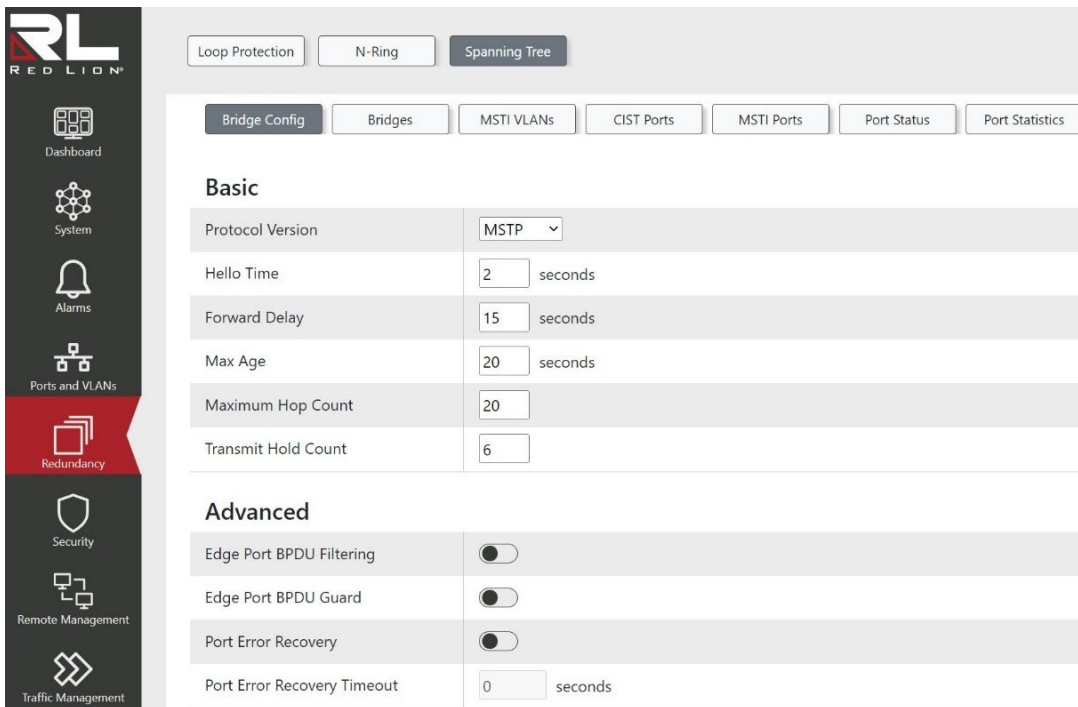 RL
RED LION®
Loop Protection N-Ring Spanning Tree
Bridge Config Bridges MSTI VLANs CIST Ports MSTI Ports Port Status Port Statistics
Dashboard
System
Alarms
Ports and VLANs
Redundancy
Security
Remote Management
Traffic Management
Basic
Protocol Version MSTP
Hello Time 2 seconds
Forward Delay 15 seconds
Max Age 20 seconds
Maximum Hop Count 20
Transmit Hold Count 6
Advanced
Edge Port BPDU Filtering
Edge Port BPDU Guard
Port Error Recovery
Port Error Recovery Timeout 0 seconds